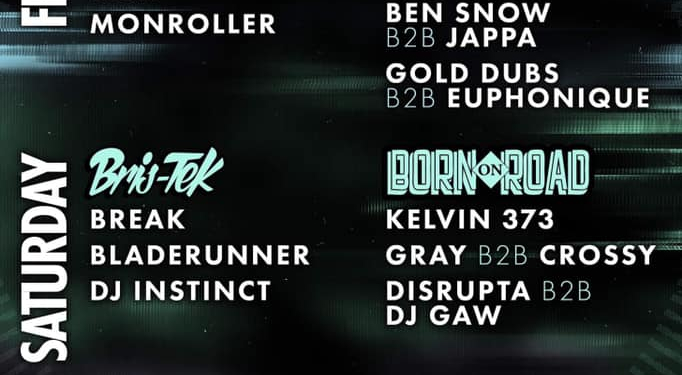 MONROLLER
BEN SNOW
B2B JAPPA
GOLD DUBS
B2B EUPHONIQUE
SATURDAY
Bris-Tek
BREAK
BLADERUNNER
DJ INSTINCT
BORN ON ROAD
KELVIN 373
GRAY B2B CROSSY
DISRUPTA B2B
DJ GAW